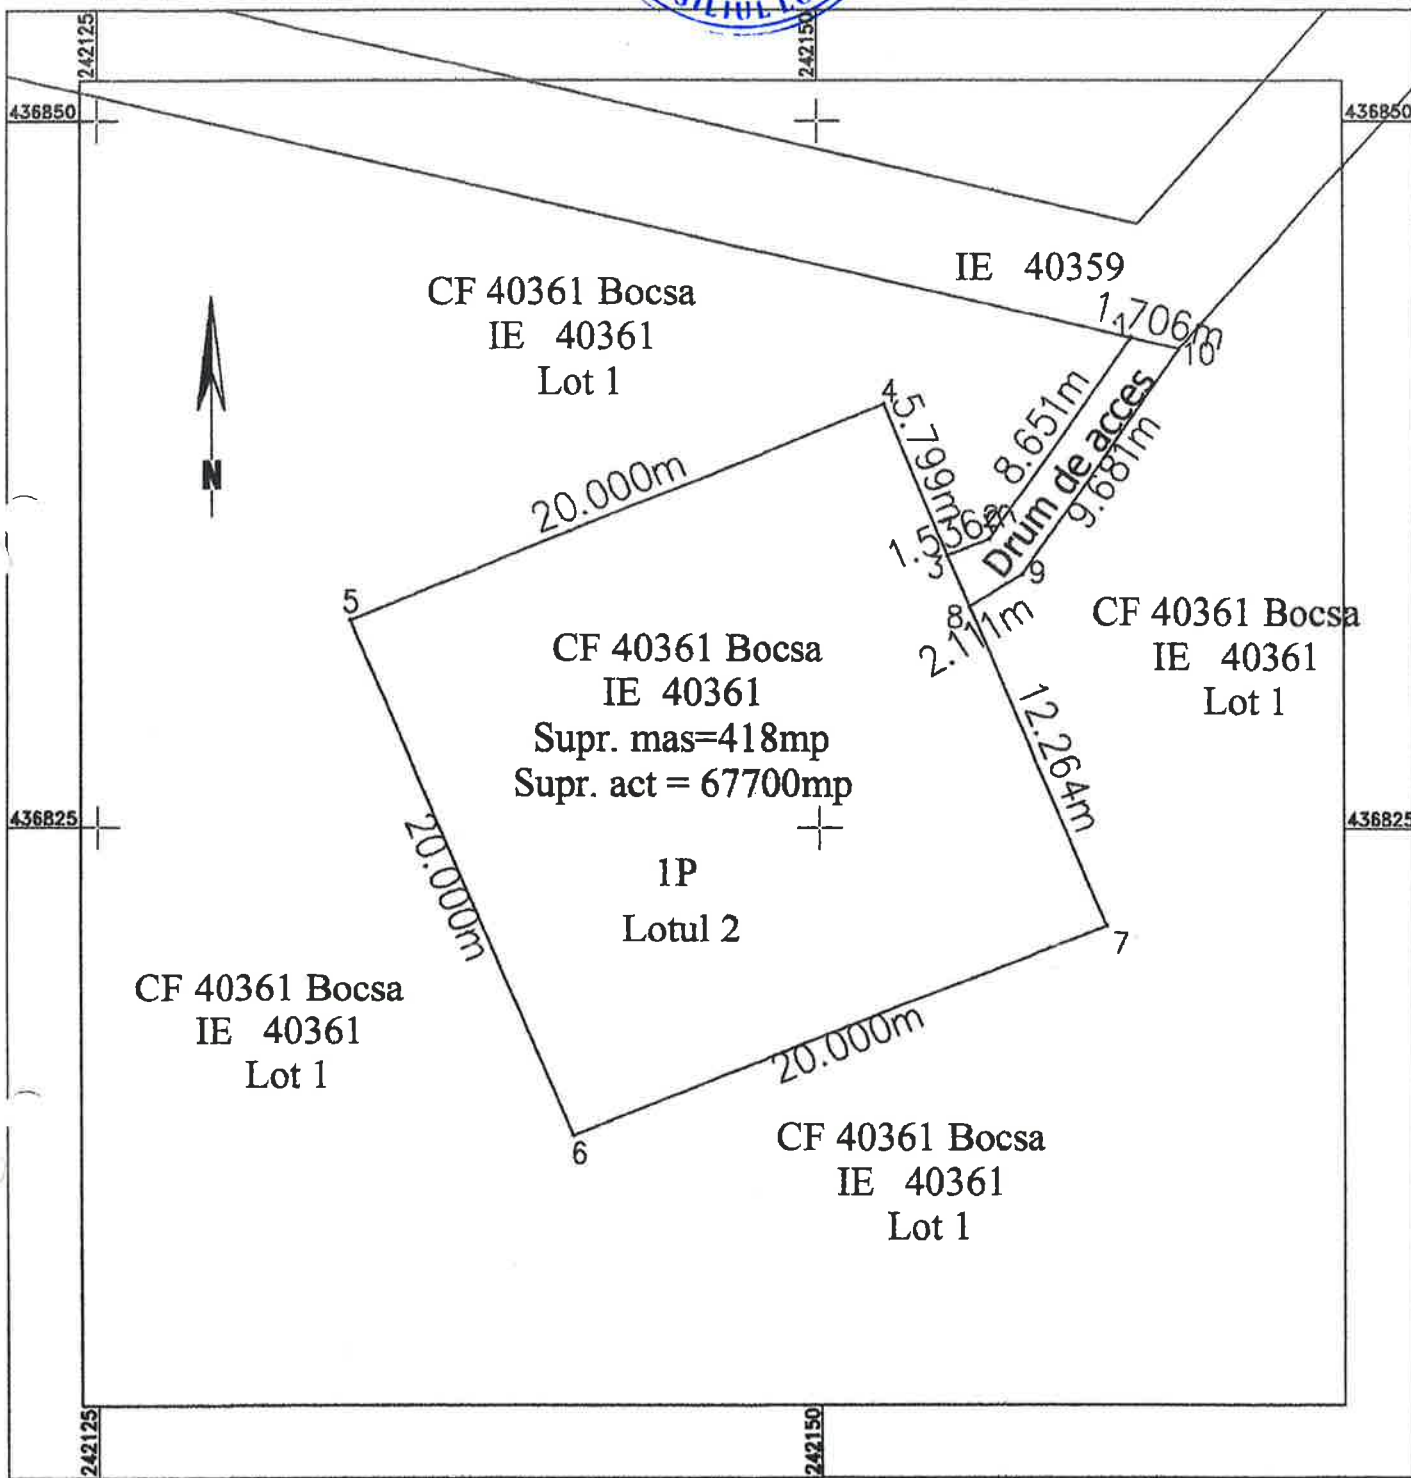 242125
242150
436850
436850
IE 40359
CF 40361 Bocsa
IE 40361
Lot 1
1.706m
1
10
4
5.799m
8.651m
Drum de acces
9.681m
N
20.000m
1.536m
2
3
9
5
8
2.111m
CF 40361 Bocsa
IE 40361
Lot 1
CF 40361 Bocsa
IE 40361
Supr. mas=418mp
Supr. act = 67700mp
12.264m
436825
436825
20.000m
1P
Lotul 2
7
CF 40361 Bocsa
IE 40361
Lot 1
20.000m
6
CF 40361 Bocsa
IE 40361
Lot 1
242125
242150